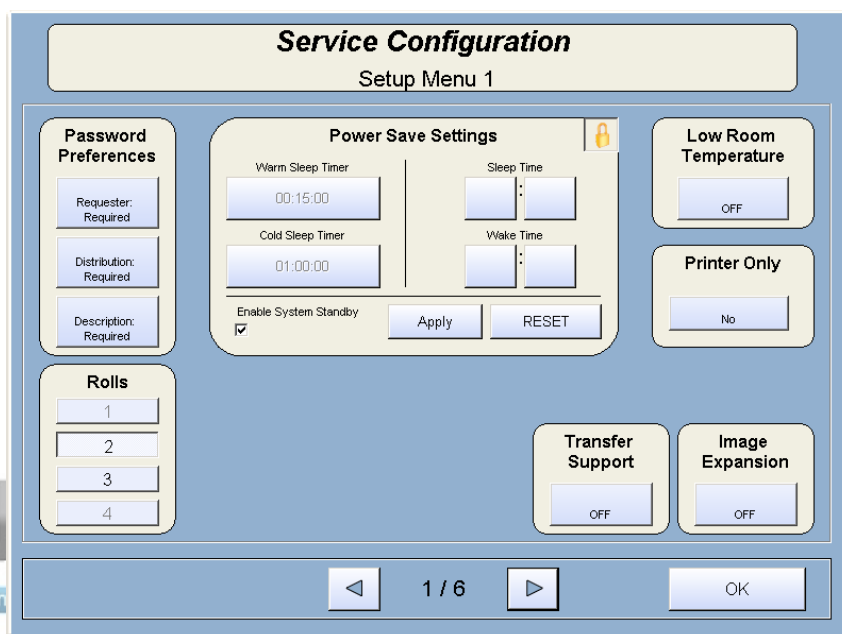 Service Configuration
Setup Menu 1
Password
Preferences
Requester:
Required
Distribution:
Required
Description:
Required
Power Save Settings
Warm Sleep Timer
00:15:00
Cold Sleep Timer
01:00:00
Sleep Time
:
Wake Time
:
Enable System Standby
Apply
RESET
Low Room
Temperature
OFF
Printer Only
No
Rolls
1
2
3
4
Transfer
Support
OFF
Image
Expansion
OFF
1 / 6
OK